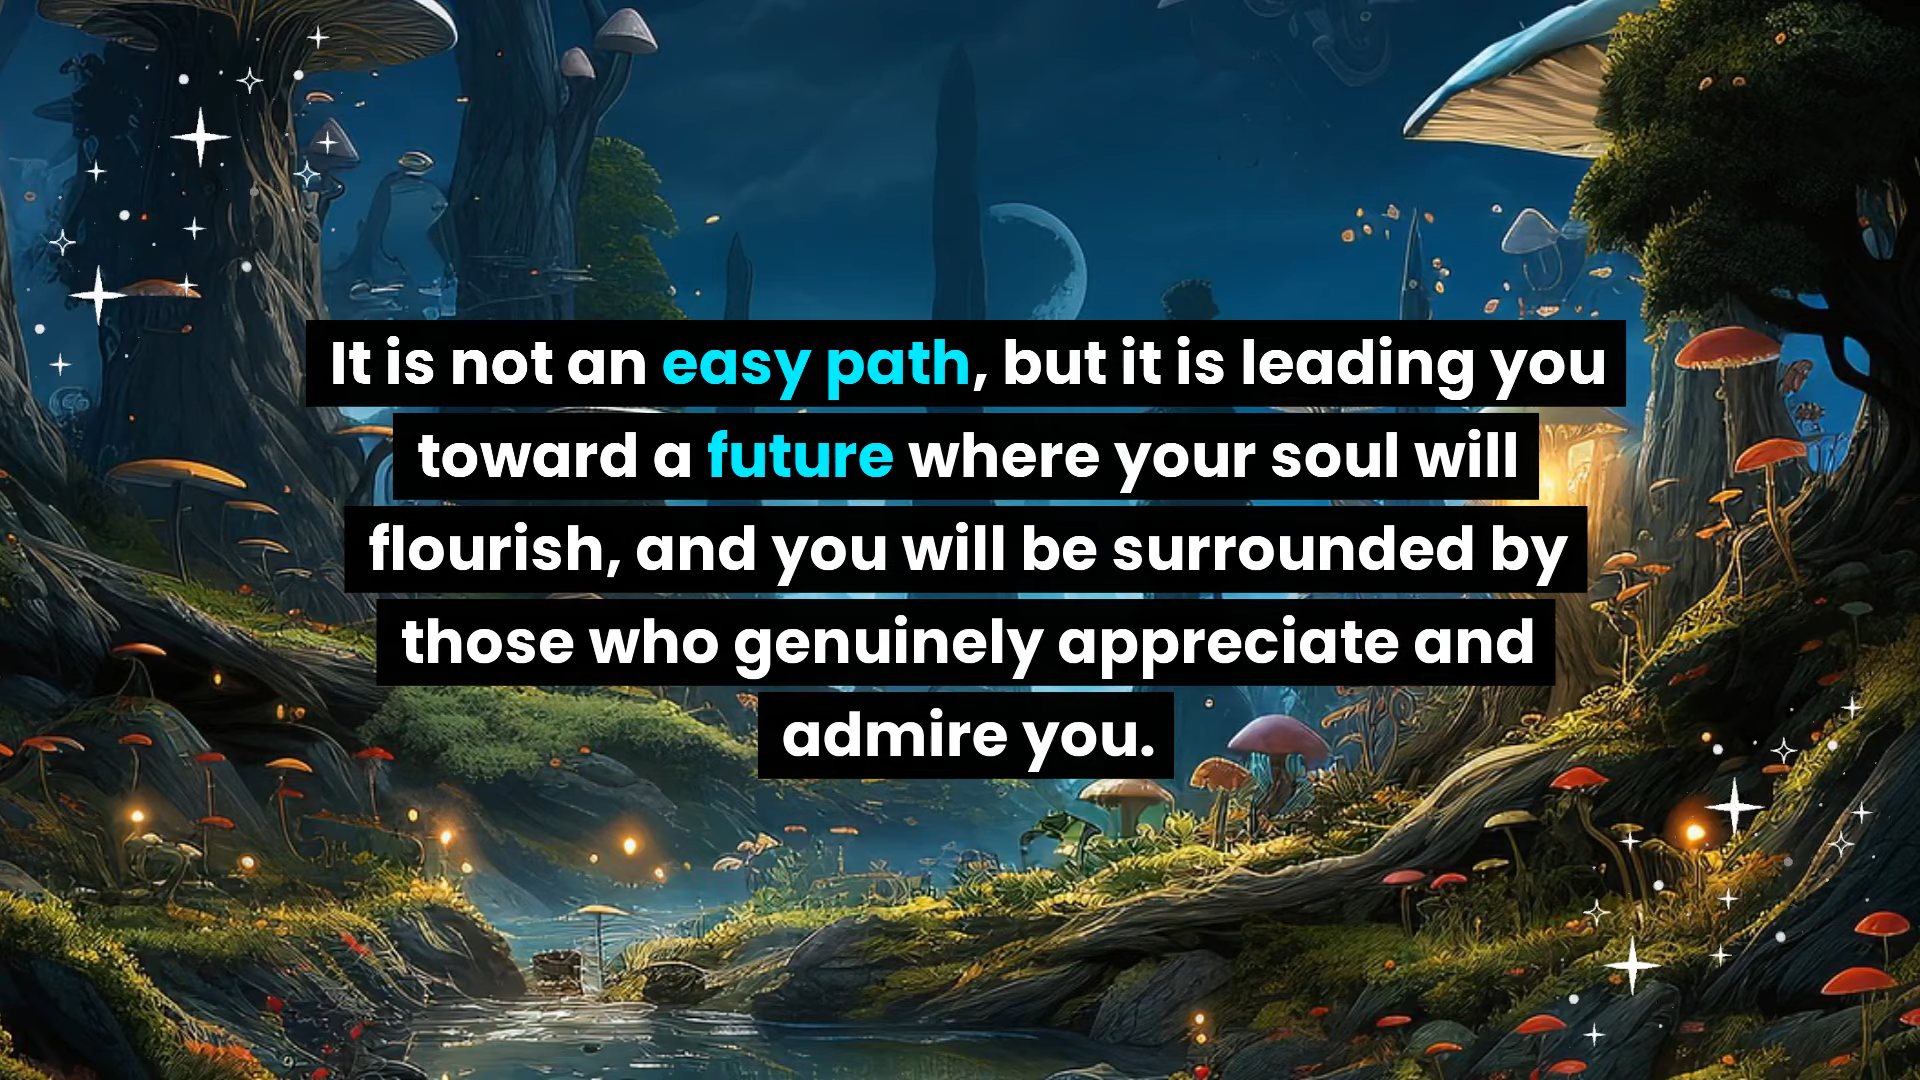 It is not an easy path, but it is leading you
toward a future where your soul will
flourish, and you will be surrounded by
those who genuinely appreciate and
admire you.